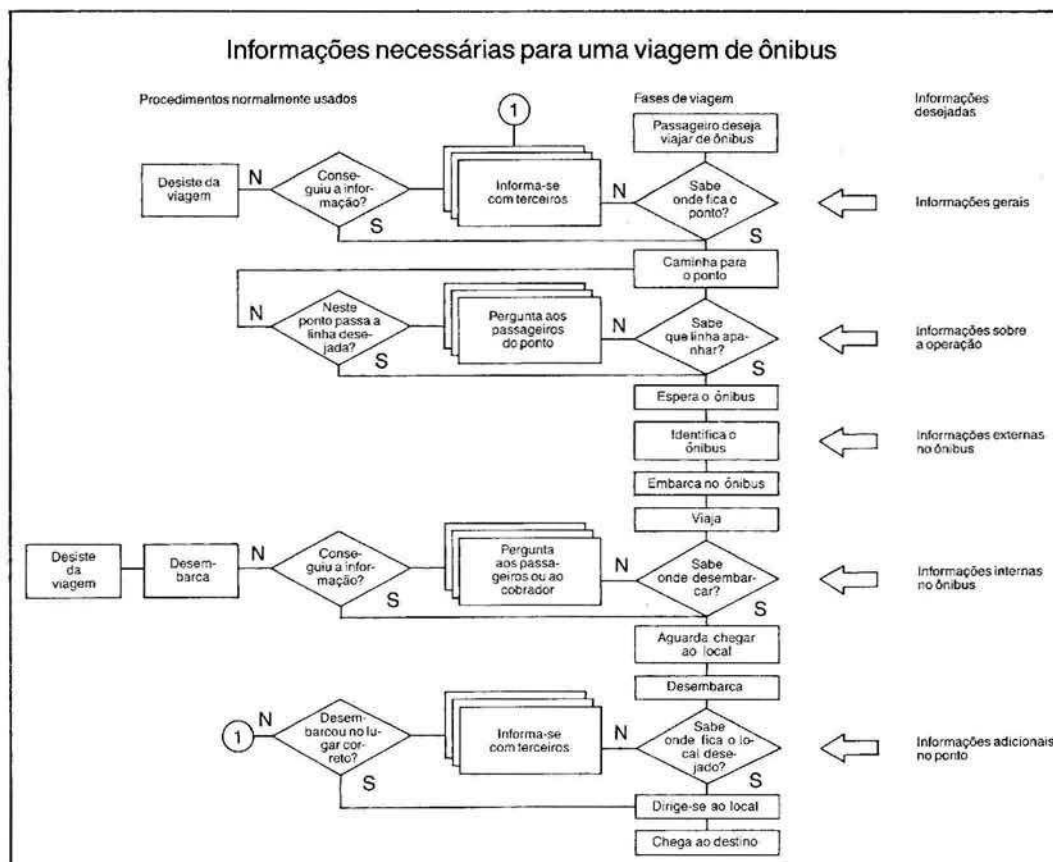 Informações necessárias para uma viagem de ônibus
Procedimentos normalmente usados
Fases de viagem
Informações
desejadas
1
Passageiro deseja
viajar de ônibus
Desiste da
viagem
N
Conse-
guiu a infor-
mação?
S
Informa-se
com terceiros
N
Sabe
onde fica o
ponto?
S
Informações gerais
Caminha para
o ponto
N
Neste
ponto passa a
linha dese-
jada?
S
Pergunta aos
passageiros
do ponto
N
Sabe
que linha apa-
nhar?
S
Informações sobre
a operação
Espera o ônibus
Identifica o
ônibus
Informações externas
no ônibus
Embarca no ônibus
Viaja
Desiste
da
viagem
Desem-
barca
N
Conse-
guiu a infor-
mação?
S
Pergunta
aos passa-
geiros ou ao
cobrador
N
Sabe
onde desembar-
car?
S
Informações internas
no ônibus
Aguarda chegar
ao local
Desembarca
1
N
Desem-
barcou no lu-
gar cor-
reto?
S
Informa-se
com terceiros
N
Sabe
onde fica o lo-
cal dese-
jado?
S
Informações adicionais
no ponto
Dirige-se ao local
Chega ao destino